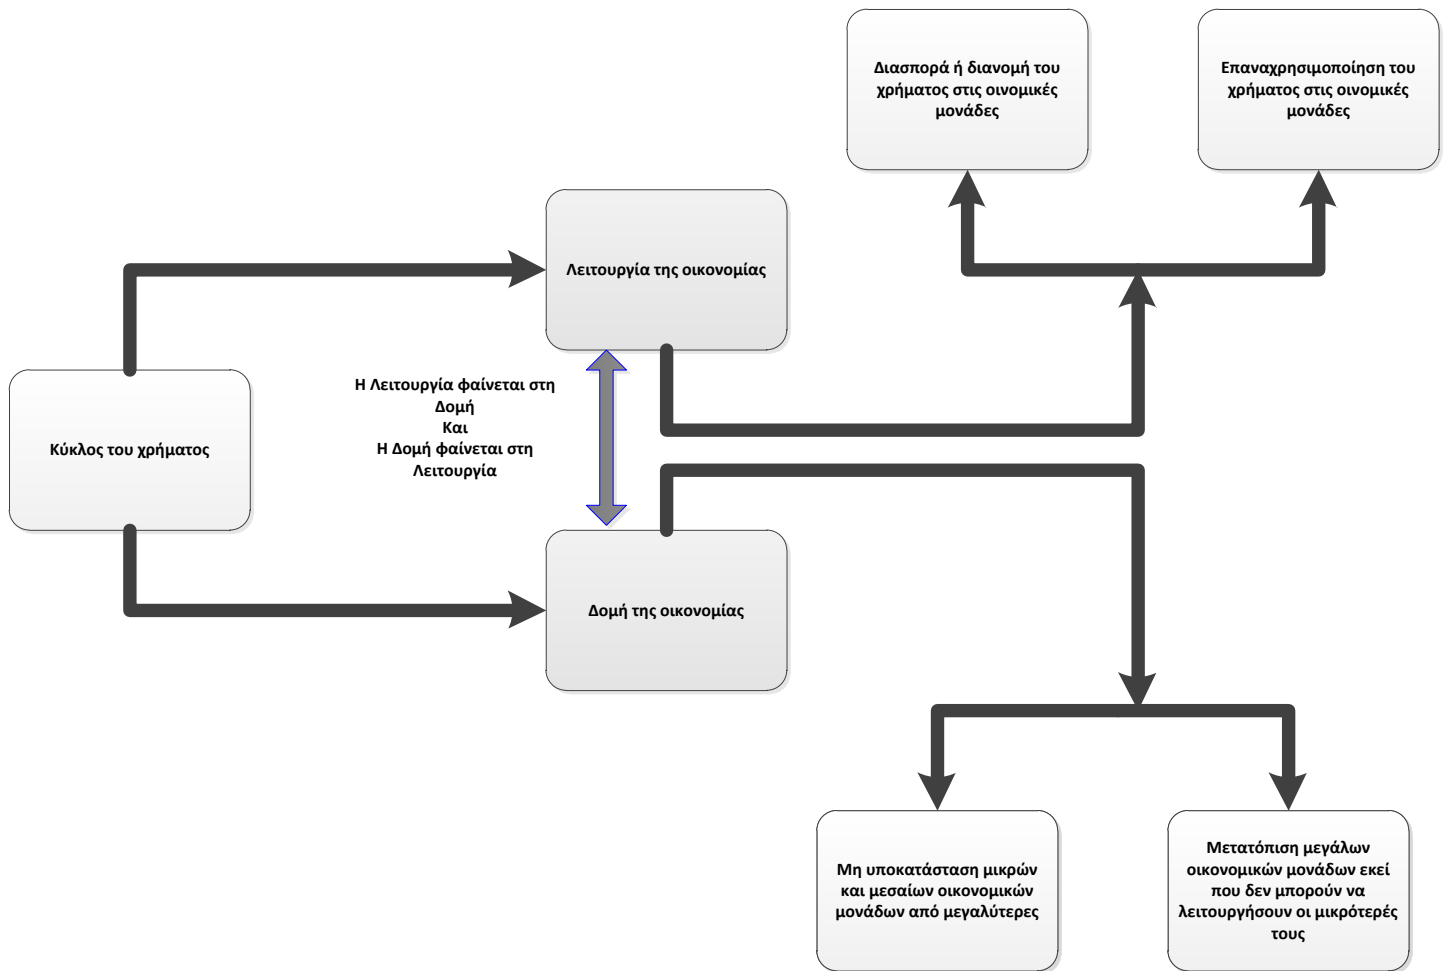 Διασπορά ή διανομή του
χρήματος στις οινομικές
μονάδες
Επαναχρησιμοποίηση του
χρήματος στις οινομικές
μονάδες
Λειτουργία της οικονομίας
Η Λειτουργία φαίνεται στη
Δομή
Και
Η Δομή φαίνεται στη
Λειτουργία
Κύκλος του χρήματος
Δομή της οικονομίας
Μη υποκατάσταση μικρών
και μεσαίων οικονομικών
μονάδων από μεγαλύτερες
Μετατόπιση μεγάλων
οικονομικών μονάδων εκεί
που δεν μπορούν να
λειτουργήσουν οι μικρότερές
τους